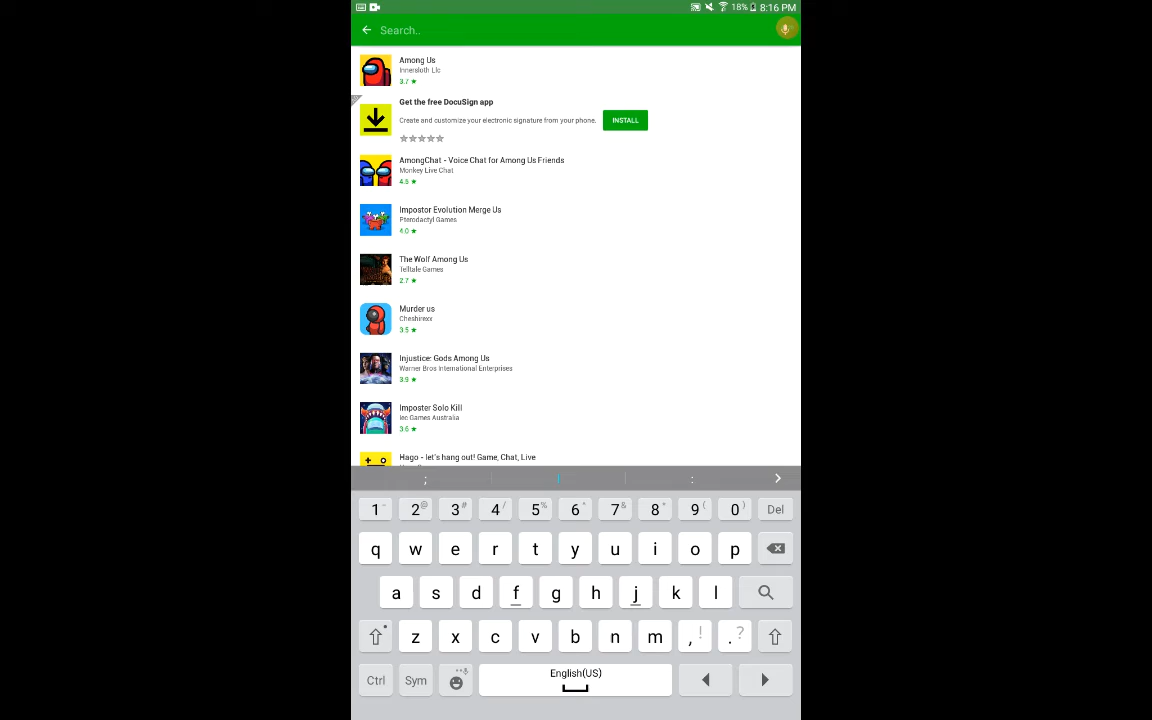 18% 8:16 PM
Search..
Among Us
Innersloth Llc
3.7 ★
Get the free DocuSign app
Create and customize your electronic signature from your phone.
INSTALL
AmongChat - Voice Chat for Among Us Friends
Monkey Live Chat
4.5 ★
Impostor Evolution Merge Us
Pterodactyl Games
4.0 ★
The Wolf Among Us
Telltale Games
2.7 ★
Murder us
Cheshirexx
3.5 ★
Injustice: Gods Among Us
Warner Bros International Enterprises
3.9 ★
Imposter Solo Kill
Iec Games Australia
3.6 ★
Hago - let's hang out! Game, Chat, Live
; ! :
1 2 @ 3 # 4 / 5 % 6 ^ 7 & 8 * 9 ( 0 ) Del
q w e r t y u i o p
a s d f g h j k l
z x c v b n m , ! . ?
Ctrl Sym English(US)